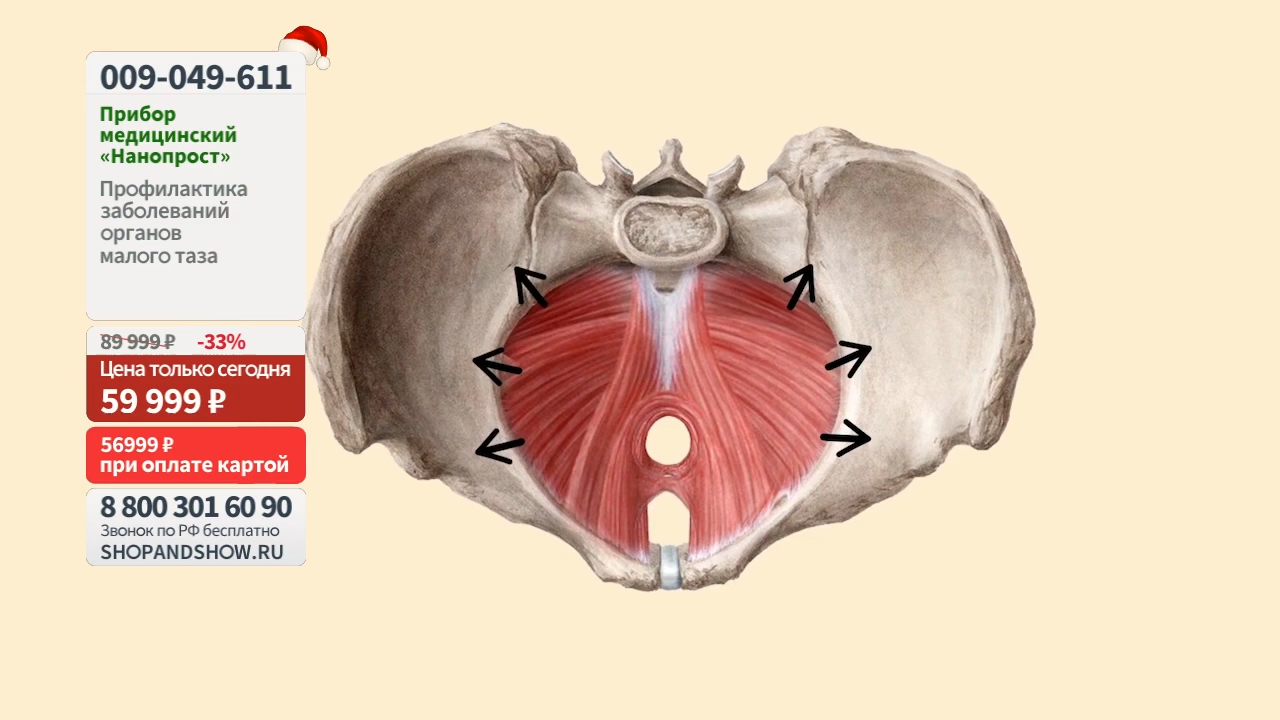 009-049-611
Прибор
медицинский
«Нанопрост»
Профилактика
заболеваний
органов
малого таза
89 999 ₽ -33%
Цена только сегодня
59 999 ₽
56999 ₽
при оплате картой
8 800 301 60 90
Звонок по РФ бесплатно
SHOPANDSHOW.RU